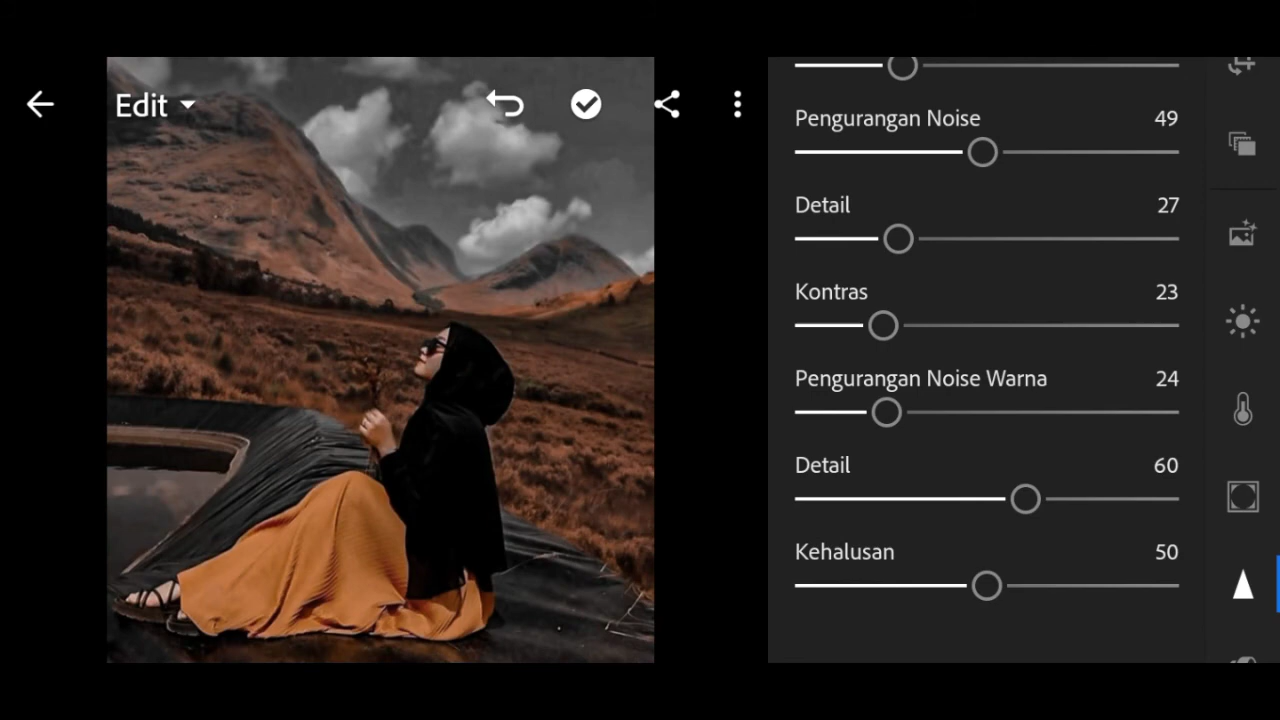 Edit
Pengurangan Noise 49
Detail 27
Kontras 23
Pengurangan Noise Warna 24
Detail 60
Kehalusan 50